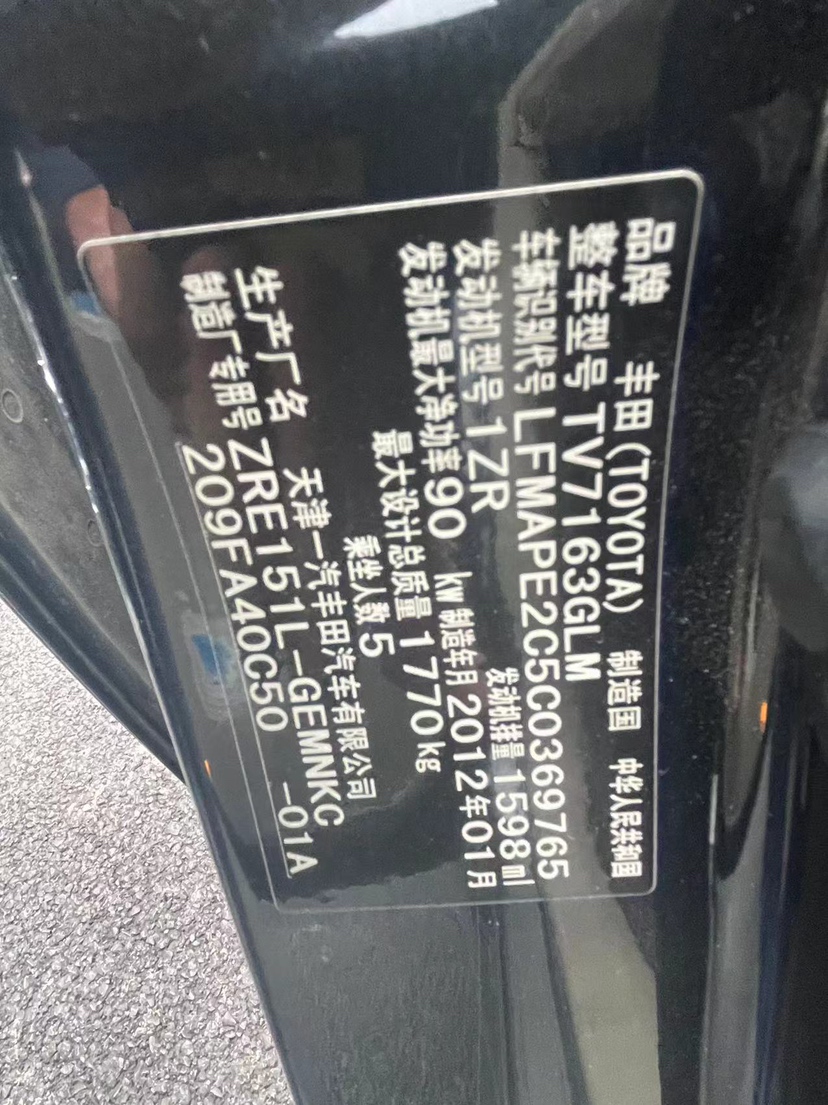 品牌 丰田(TOYOTA) 制造国 中华人民共和国
整车型号 TV7163GLM
车辆识别代号 LFMAPE2C5C0369765
发动机型号 1ZR 发动机排量 1598ml
发动机最大净功率 90 kW 制造年月 2012年01月
最大设计总质量 1770kg
乘坐人数 5
生产厂名 天津一汽丰田汽车有限公司
制造厂专用号 ZRE151L-GEMNKC
209FA40C50 -01A